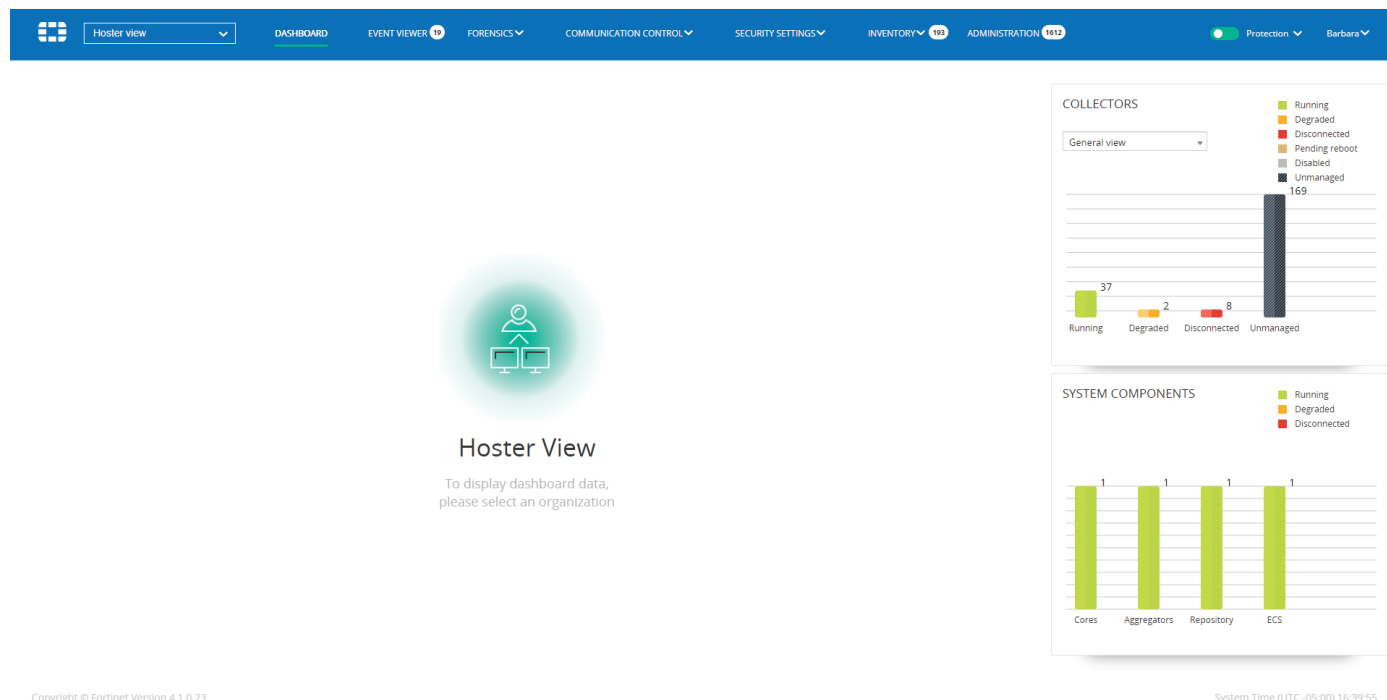 Hoster view
DASHBOARD
EVENT VIEWER 19
FORENSICS
COMMUNICATION CONTROL
SECURITY SETTINGS
INVENTORY 193
ADMINISTRATION 1612
Protection
Barbara
Hoster View
To display dashboard data,
please select an organization
COLLECTORS
General view
Running
Degraded
Disconnected
Pending reboot
Disabled
Unmanaged
169
37
2
8
Running Degraded Disconnected Unmanaged
SYSTEM COMPONENTS
Running
Degraded
Disconnected
1 1 1 1
Cores Aggregators Repository ECS
Copyright © Fortinet Version 4.1.0.23
System Time (UTC -05:00) 16:39:55